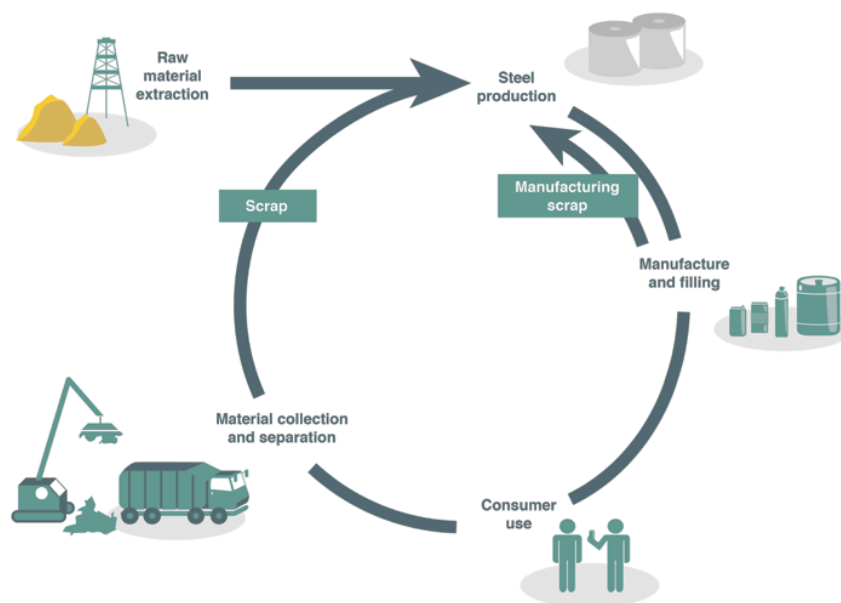 Raw
material
extraction
Steel
production
Scrap
Manufacturing
scrap
Manufacture
and filling
Material collection
and separation
Consumer
use